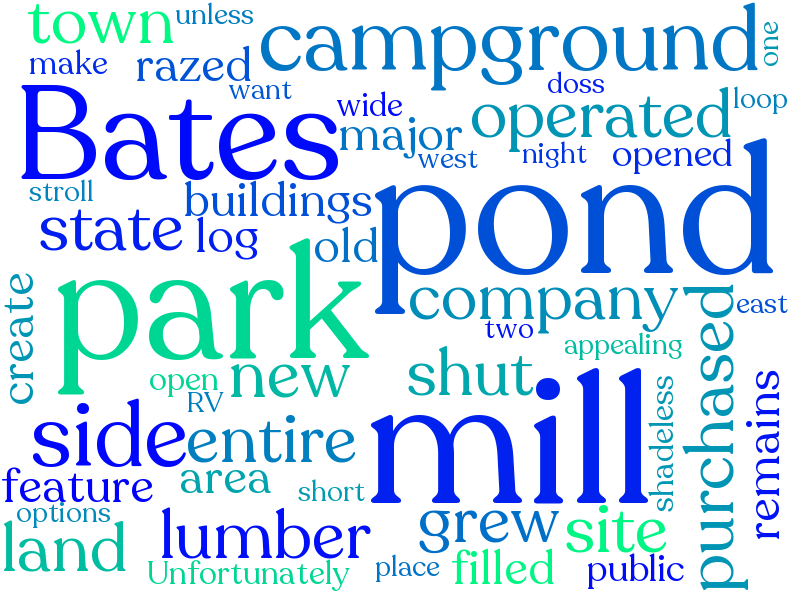 town
unless
campground
one
make
razed
want
doss
loop
Bates
wide
major
operated
west
night
opened
stroll
buildings
pond
state
log
old
park
company
purchased
east
create
two
appealing
open
new
shut
RV
mill
shadeless
remains
side
entire
feature
area
short
options
land
lumber
grew
site
Unfortunately
place
filled
public